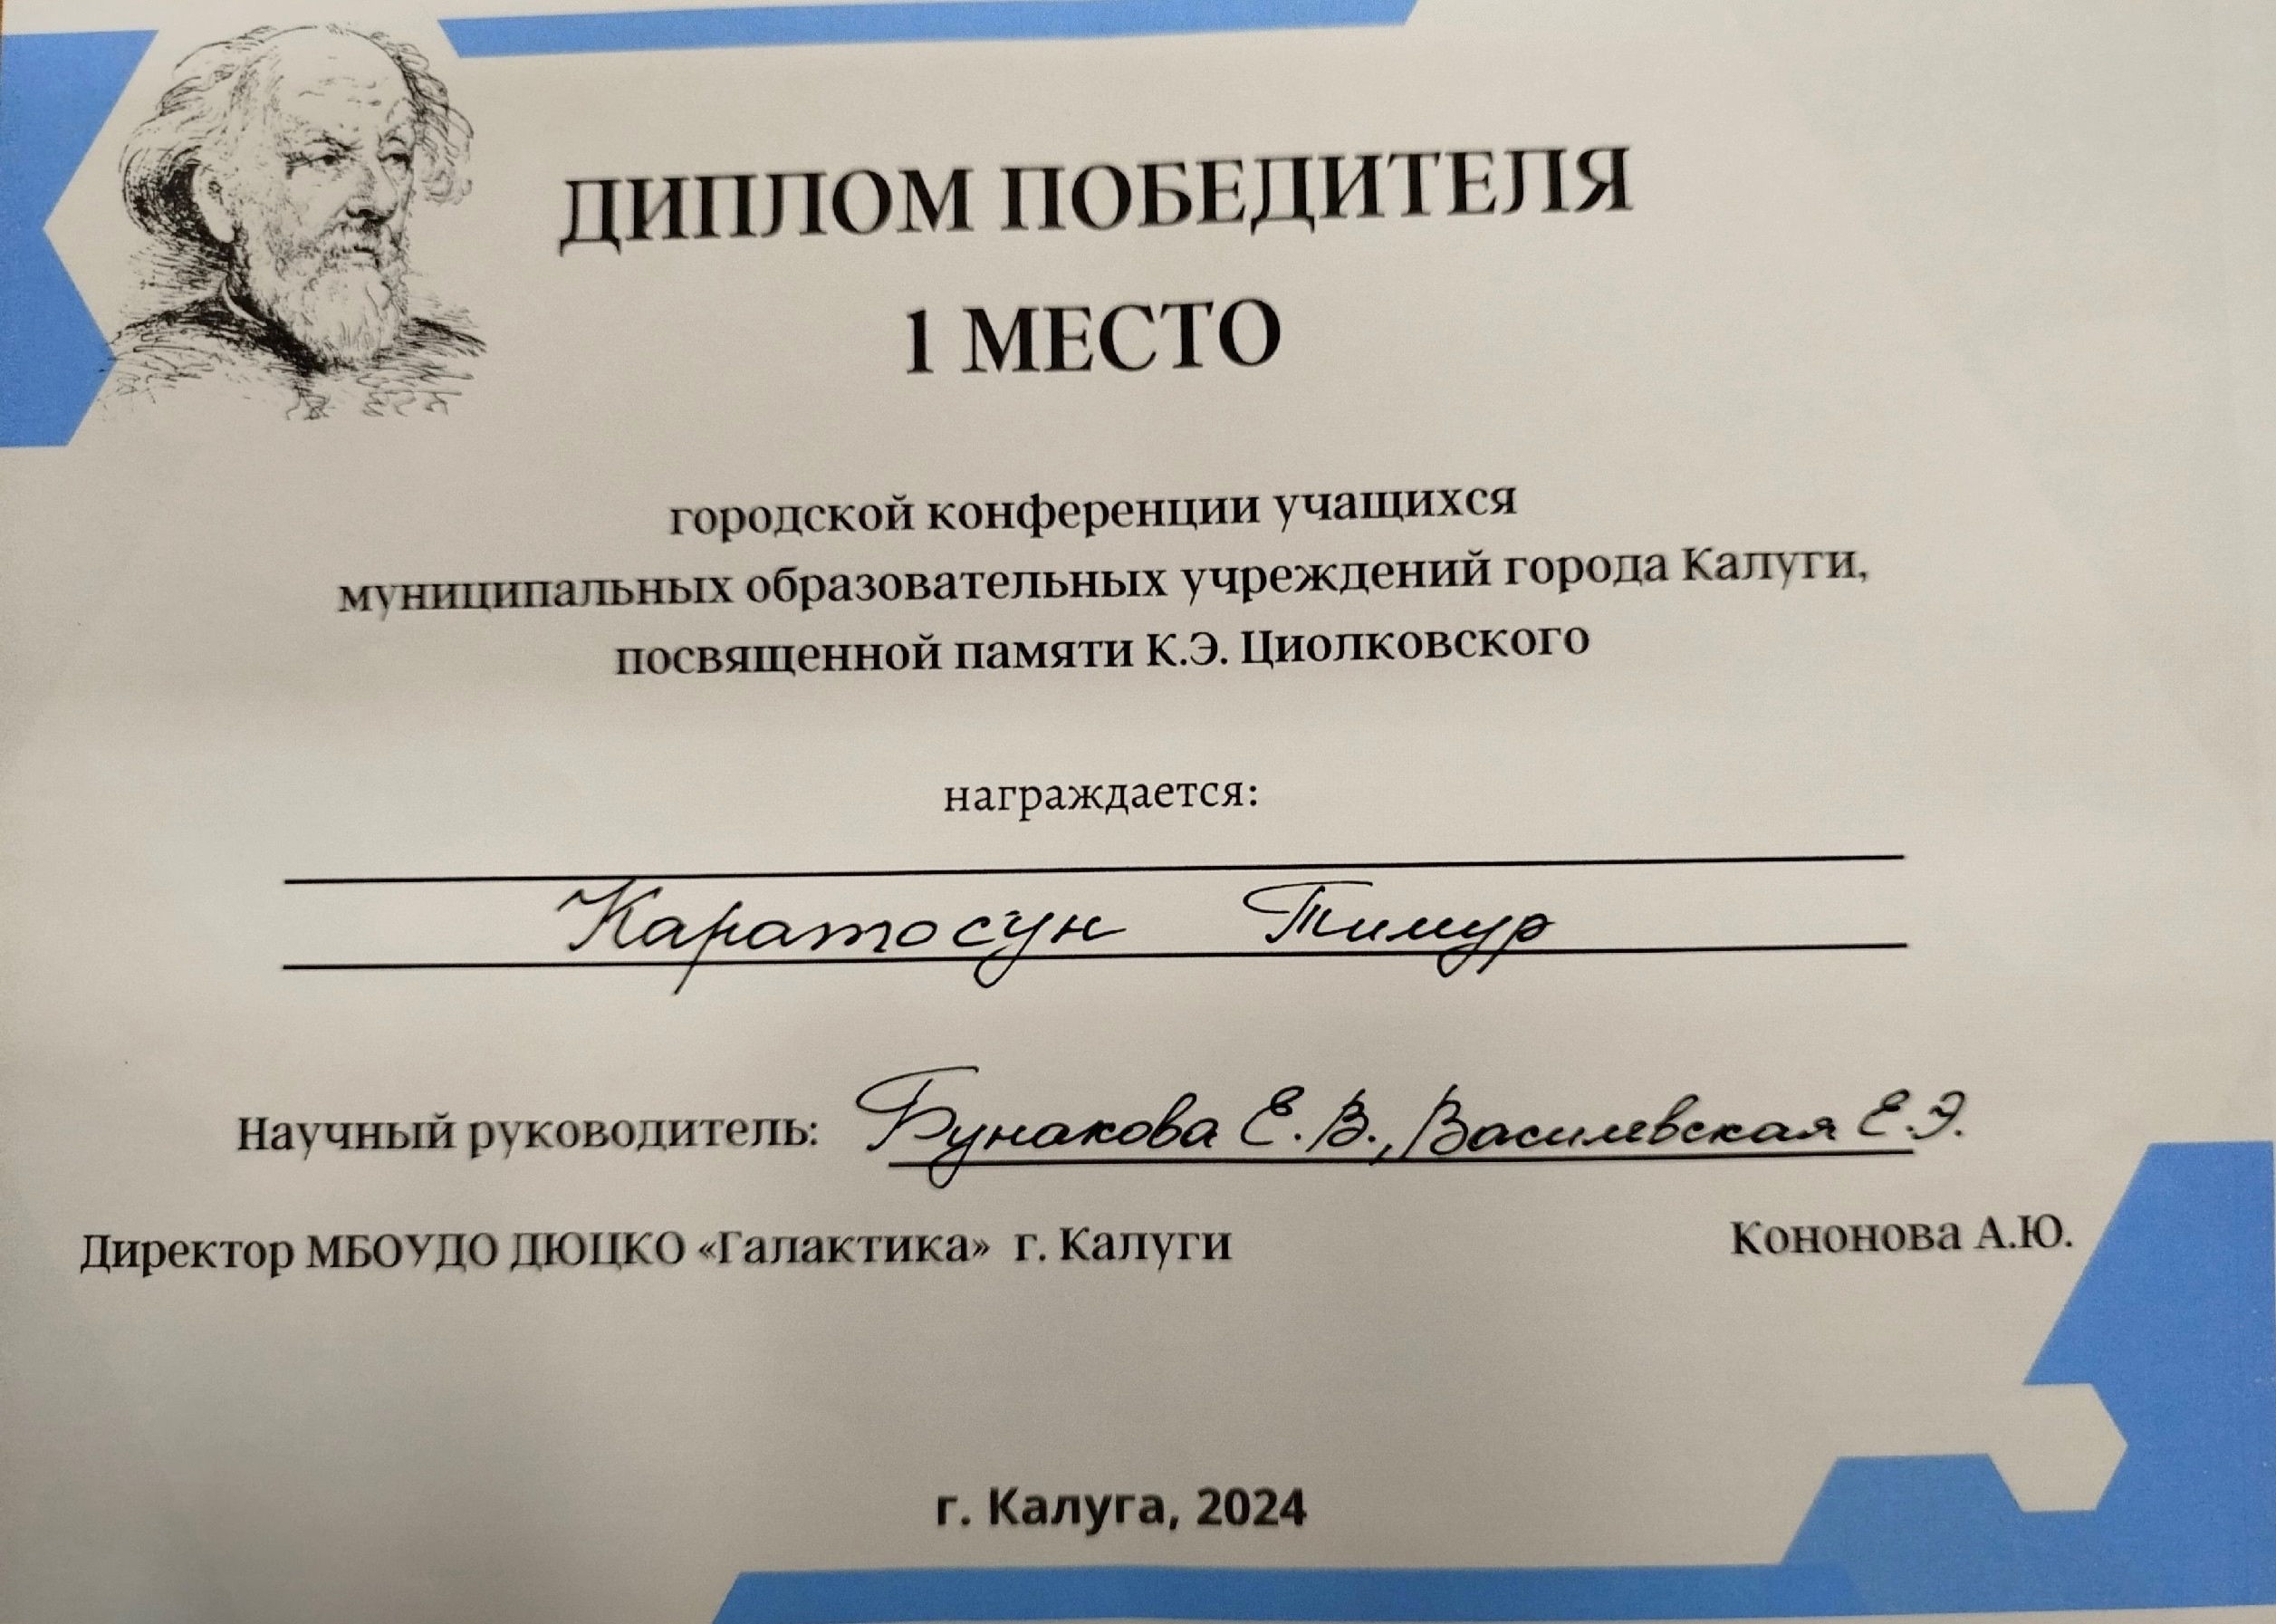 ДИПЛОМ ПОБЕДИТЕЛЯ
1 МЕСТО
городской конференции учащихся
муниципальных образовательных учреждений города Калуги,
посвященной памяти К.Э. Циолковского
награждается:
Каратосун Тимур
Научный руководитель: Бунакова Е.В., Василевская Е.Э.
Директор МБОУДО ДЮЦКО «Галактика» г. Калуги Кононова А.Ю.
г. Калуга, 2024